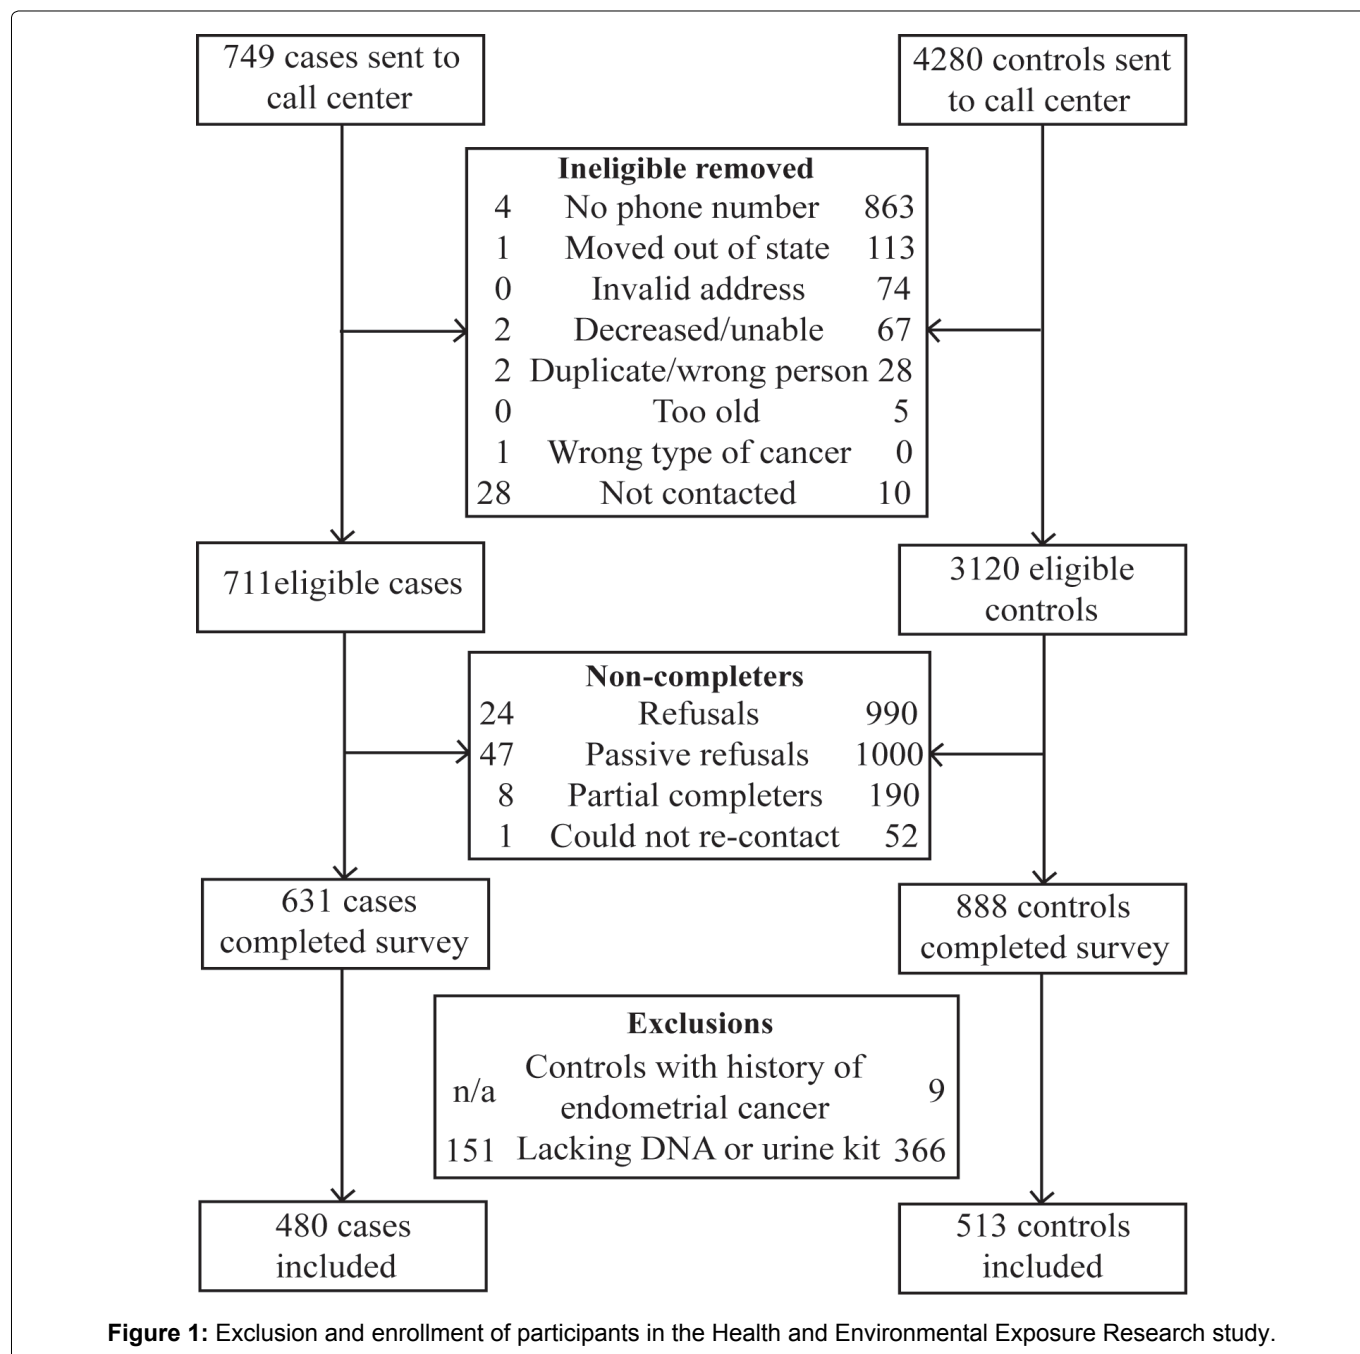 749 cases sent to
call center
4280 controls sent
to call center
Ineligible removed
4 No phone number 863
1 Moved out of state 113
0 Invalid address 74
2 Decreased/unable 67
2 Duplicate/wrong person 28
0 Too old 5
1 Wrong type of cancer 0
28 Not contacted 10
711eligible cases
3120 eligible
controls
Non-completers
24 Refusals 990
47 Passive refusals 1000
8 Partial completers 190
1 Could not re-contact 52
631 cases
completed survey
888 controls
completed survey
Exclusions
n/a Controls with history of
endometrial cancer 9
151 Lacking DNA or urine kit 366
480 cases
included
513 controls
included
Figure 1: Exclusion and enrollment of participants in the Health and Environmental Exposure Research study.